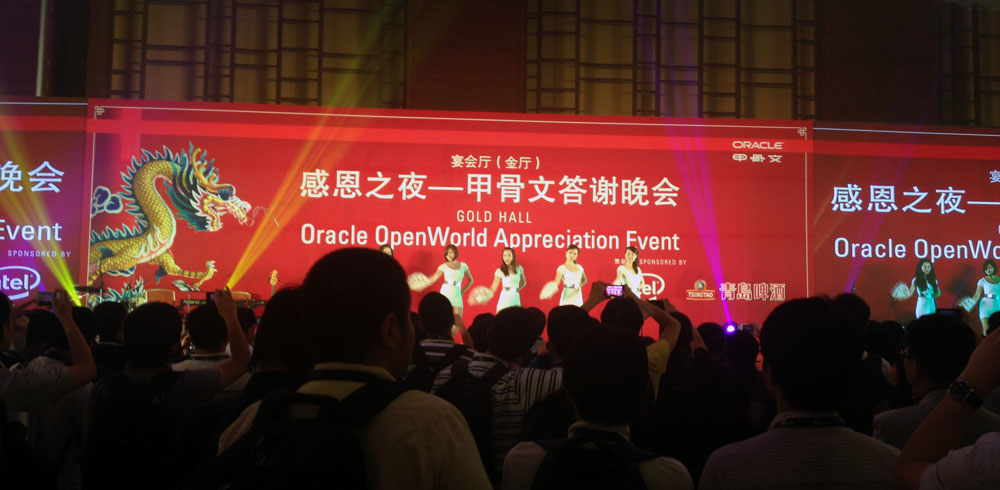 晚会
Event
SPONSORED BY
intel
宴会厅（金厅）
感恩之夜—甲骨文答谢晚会
GOLD HALL
Oracle OpenWorld Appreciation Event
SPONSORED BY
TSINGTAO
青島啤酒
ORACLE
甲骨文
感恩之夜—
Oracle OpenWo